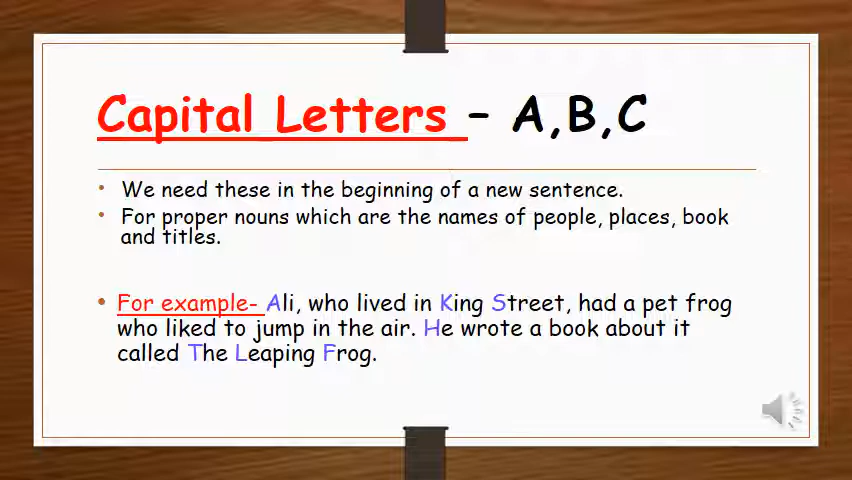 Capital Letters – A,B,C
• We need these in the beginning of a new sentence.
• For proper nouns which are the names of people, places, book
and titles.
• For example- Ali, who lived in King Street, had a pet frog
who liked to jump in the air. He wrote a book about it
called The Leaping Frog.